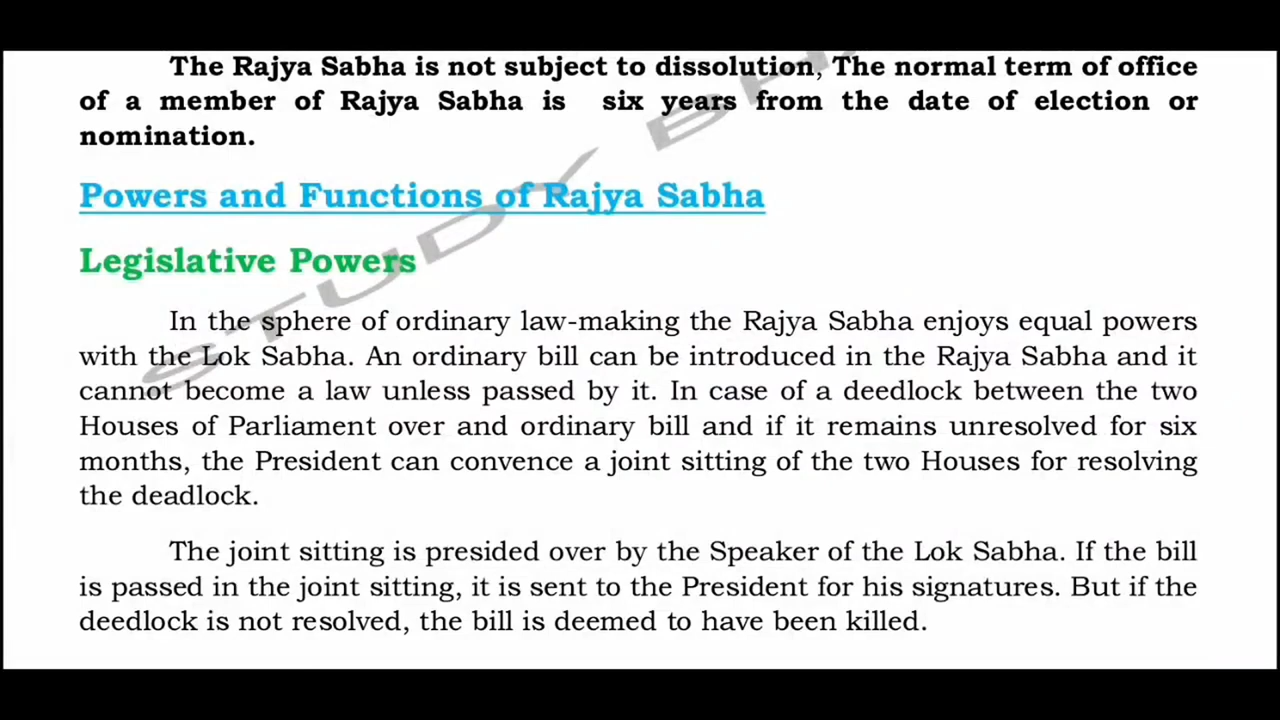 The Rajya Sabha is not subject to dissolution, The normal term of office
of a member of Rajya Sabha is six years from the date of election or
nomination.
Powers and Functions of Rajya Sabha
Legislative Powers
In the sphere of ordinary law-making the Rajya Sabha enjoys equal powers
with the Lok Sabha. An ordinary bill can be introduced in the Rajya Sabha and it
cannot become a law unless passed by it. In case of a deedlock between the two
Houses of Parliament over and ordinary bill and if it remains unresolved for six
months, the President can convence a joint sitting of the two Houses for resolving
the deadlock.
The joint sitting is presided over by the Speaker of the Lok Sabha. If the bill
is passed in the joint sitting, it is sent to the President for his signatures. But if the
deedlock is not resolved, the bill is deemed to have been killed.
STUDY